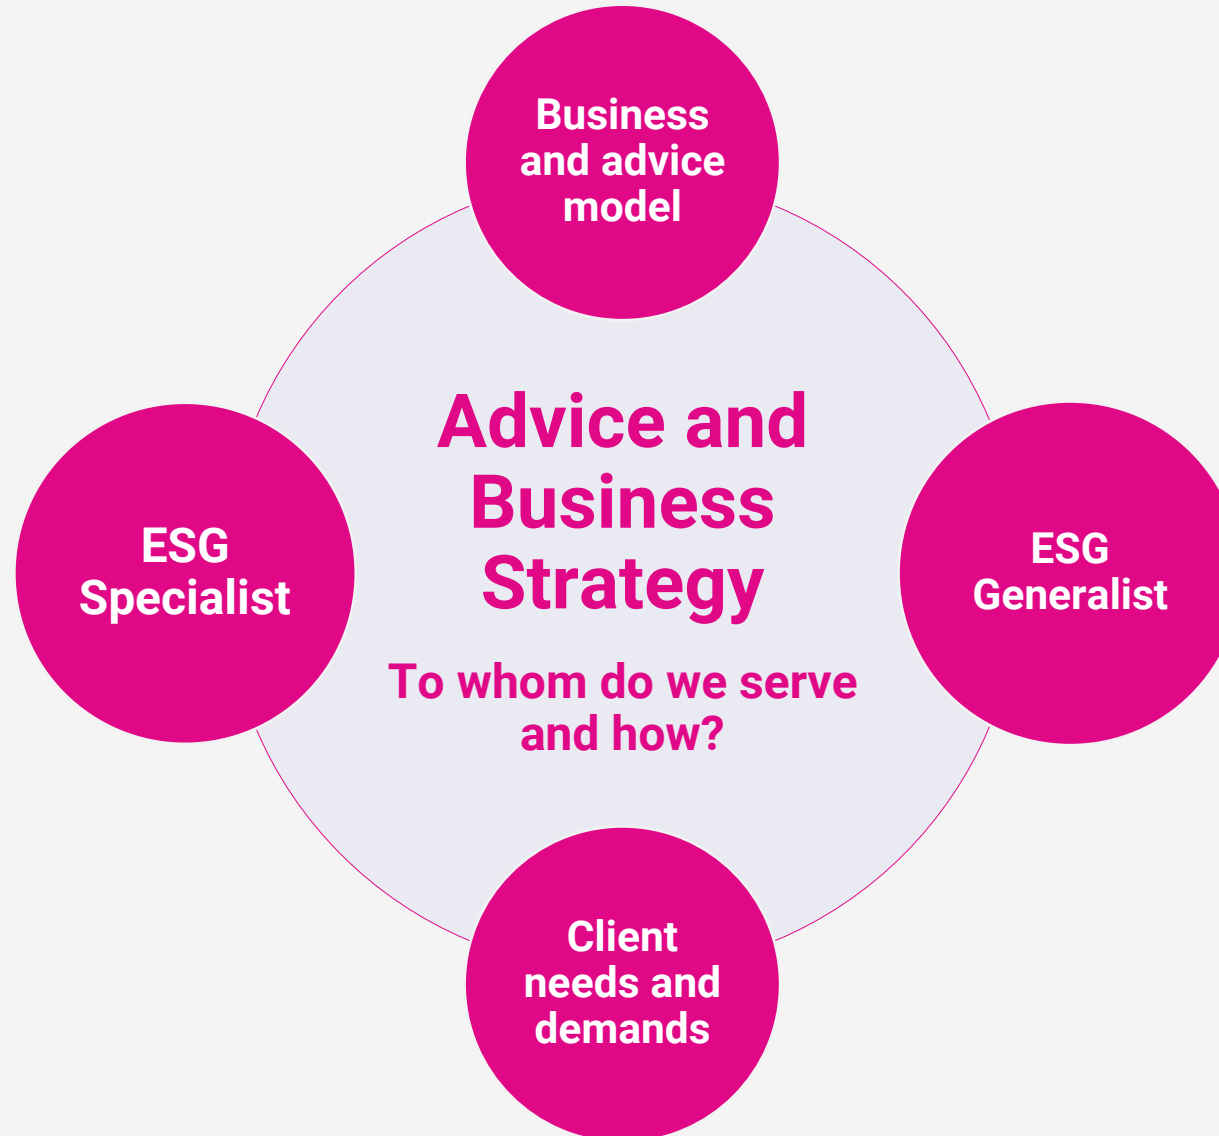 Business
and advice
model
Advice and
Business
Strategy
To whom do we serve
and how?
ESG
Specialist
ESG
Generalist
Client
needs and
demands